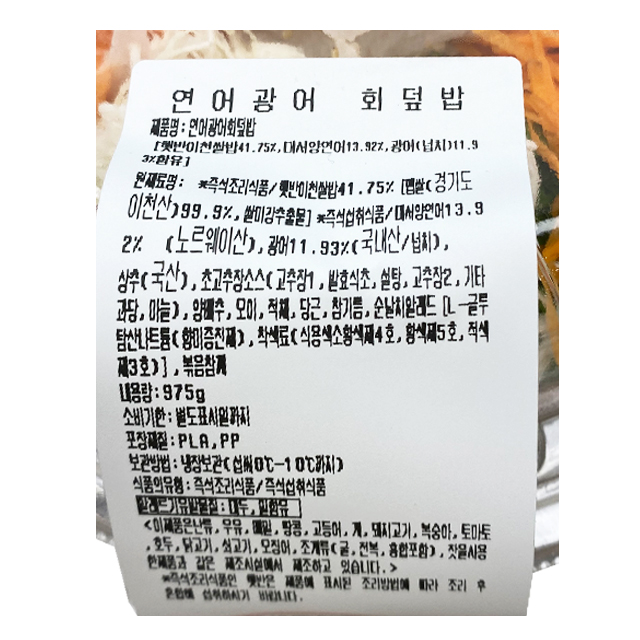 연어광어 회덮밥
제품명:연어광어회덮밥
[햇반이천쌀밥41.75%,대서양연어13.92%,광어(넙치)11.9
3%함유]
원재료명: *즉석조리식품/햇반이천쌀밥41.75% [멥쌀(경기도
이천산)99.9%,쌀미강추출물] *즉석섭취식품/대서양연어13.9
2% (노르웨이산),광어11.93%(국내산/넙치),
상추(국산),초고추장소스(고추장1,발효식초,설탕,고추장2,기타
과당,마늘),양배추,오이,적채,당근,참기름,순날치알레드[L-글루
탐산나트륨(향미증진제),착색료(식용색소황색제4호,황색제5호,적색
제3호)],볶음참깨
내용량:975g
소비기한:별도표시일까지
포장재질:PLA,PP
보관방법:냉장보관(섭씨0℃-10℃까지)
식품의유형:즉석조리식품/즉석섭취식품
알레르기유발물질:대두,밀함유
<이제품은난류,우유,메밀,땅콩,고등어,게,돼지고기,복숭아,토마토
,호두,닭고기,쇠고기,오징어,조개류(굴,전복,홍합포함),잣을사용
한제품과 같은 제조시설에서 제조하고 있습니다.>
*즉석조리식품인 햇반은 제품에 표시된 조리방법에 따라 조리 후
혼합해 섭취하시기 바랍니다.